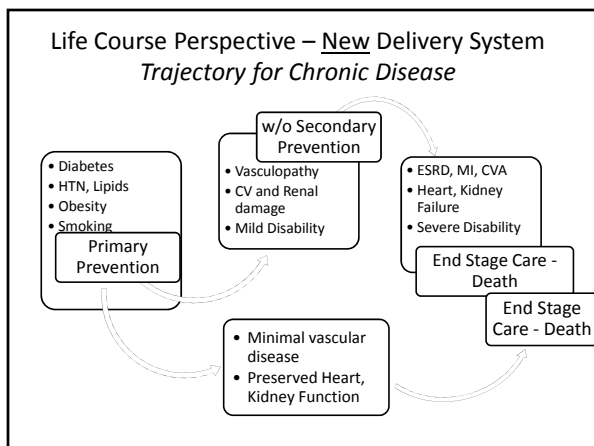 Life Course Perspective – New Delivery System
Trajectory for Chronic Disease
• Diabetes
• HTN, Lipids
• Obesity
• Smoking
Primary
Prevention
w/o Secondary
Prevention
• Vasculopathy
• CV and Renal
damage
• Mild Disability
• ESRD, MI, CVA
• Heart, Kidney
Failure
• Severe Disability
End Stage Care -
Death
End Stage
Care - Death
• Minimal vascular
disease
• Preserved Heart,
Kidney Function